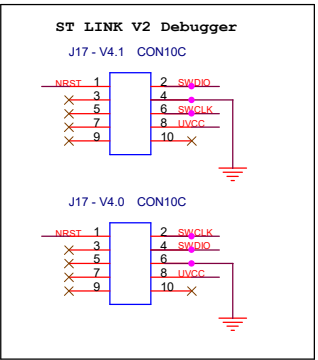 ST LINK V2 Debugger
J17 - V4.1 CON10C
NRST 1 2 SWDIO
3 4
5 6 SWCLK
7 8 UVCC
9 10
J17 - V4.0 CON10C
NRST 1 2 SWCLK
3 4 SWDIO
5 6
7 8 UVCC
9 10